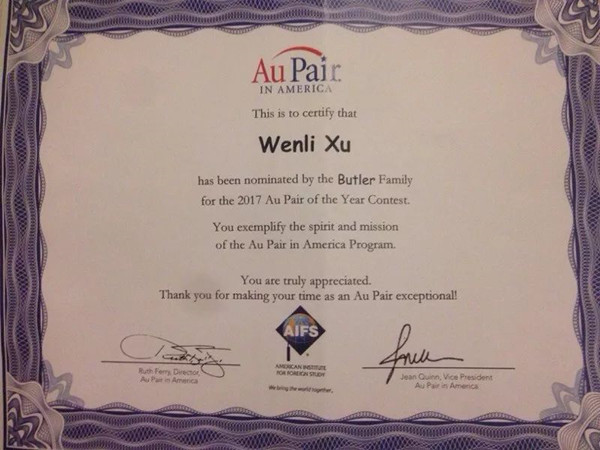 Au Pair
IN AMERICA
This is to certify that
Wenli Xu
has been nominated by the Butler Family
for the 2017 Au Pair of the Year Contest.
You exemplify the spirit and mission
of the Au Pair in America Program.
You are truly appreciated.
Thank you for making your time as an Au Pair exceptional!
AIFS
AMERICAN INSTITUTE
FOR FOREIGN STUDY
We bring the world together.
Ruth Ferry, Director,
Au Pair in America
Jean Quinn, Vice President
Au Pair in America